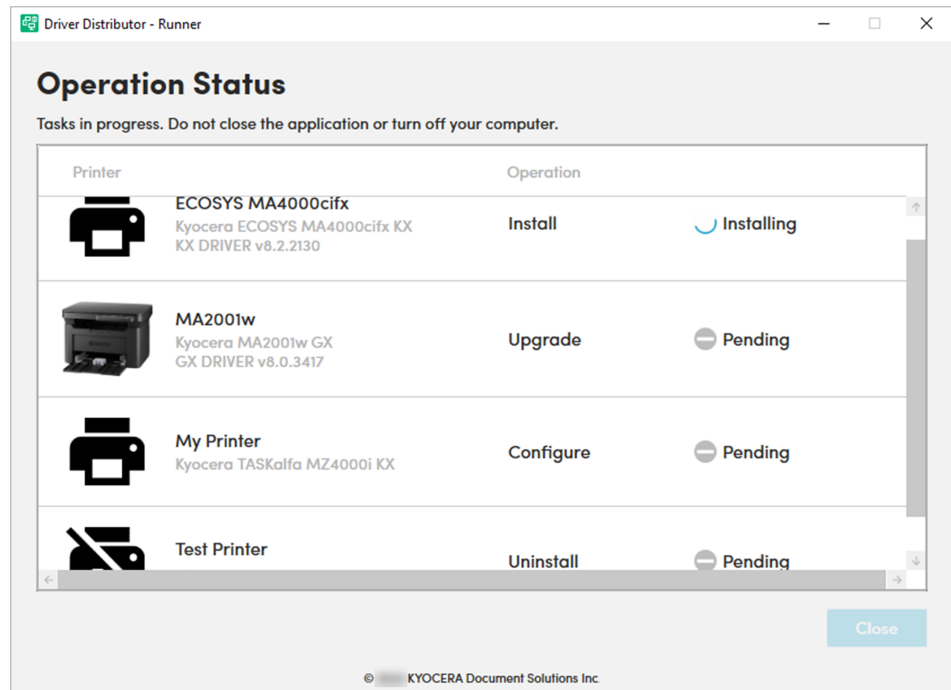 Driver Distributor - Runner
Operation Status
Tasks in progress. Do not close the application or turn off your computer.
Printer Operation
ECOSYS MA4000cifx
Kyocera ECOSYS MA4000cifx KX
KX DRIVER v8.2.2130
Install Installing
MA2001w
Kyocera MA2001w GX
GX DRIVER v8.0.3417
Upgrade Pending
My Printer
Kyocera TASKalfa MZ4000i KX
Configure Pending
Test Printer
Uninstall Pending
Close
© KYOCERA Document Solutions Inc.